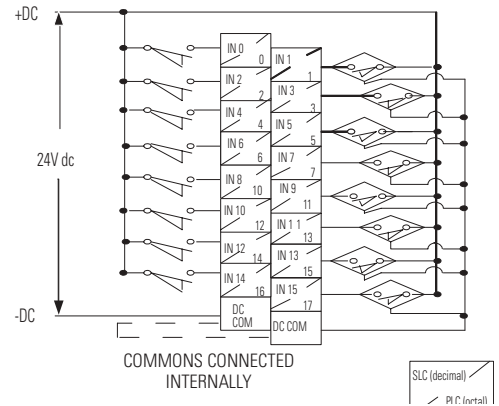 +DC
IN 0
0
IN 1
1
IN 2
2
IN 3
3
IN 4
4
IN 5
5
24V dc
IN 6
6
IN 7
7
IN 8
10
IN 9
11
IN 10
12
IN 1 1
13
IN 12
14
IN 13
15
IN 14
16
IN 15
17
-DC
DC
COM
DC COM
COMMONS CONNECTED
INTERNALLY
SLC (decimal)
PLC (octal)